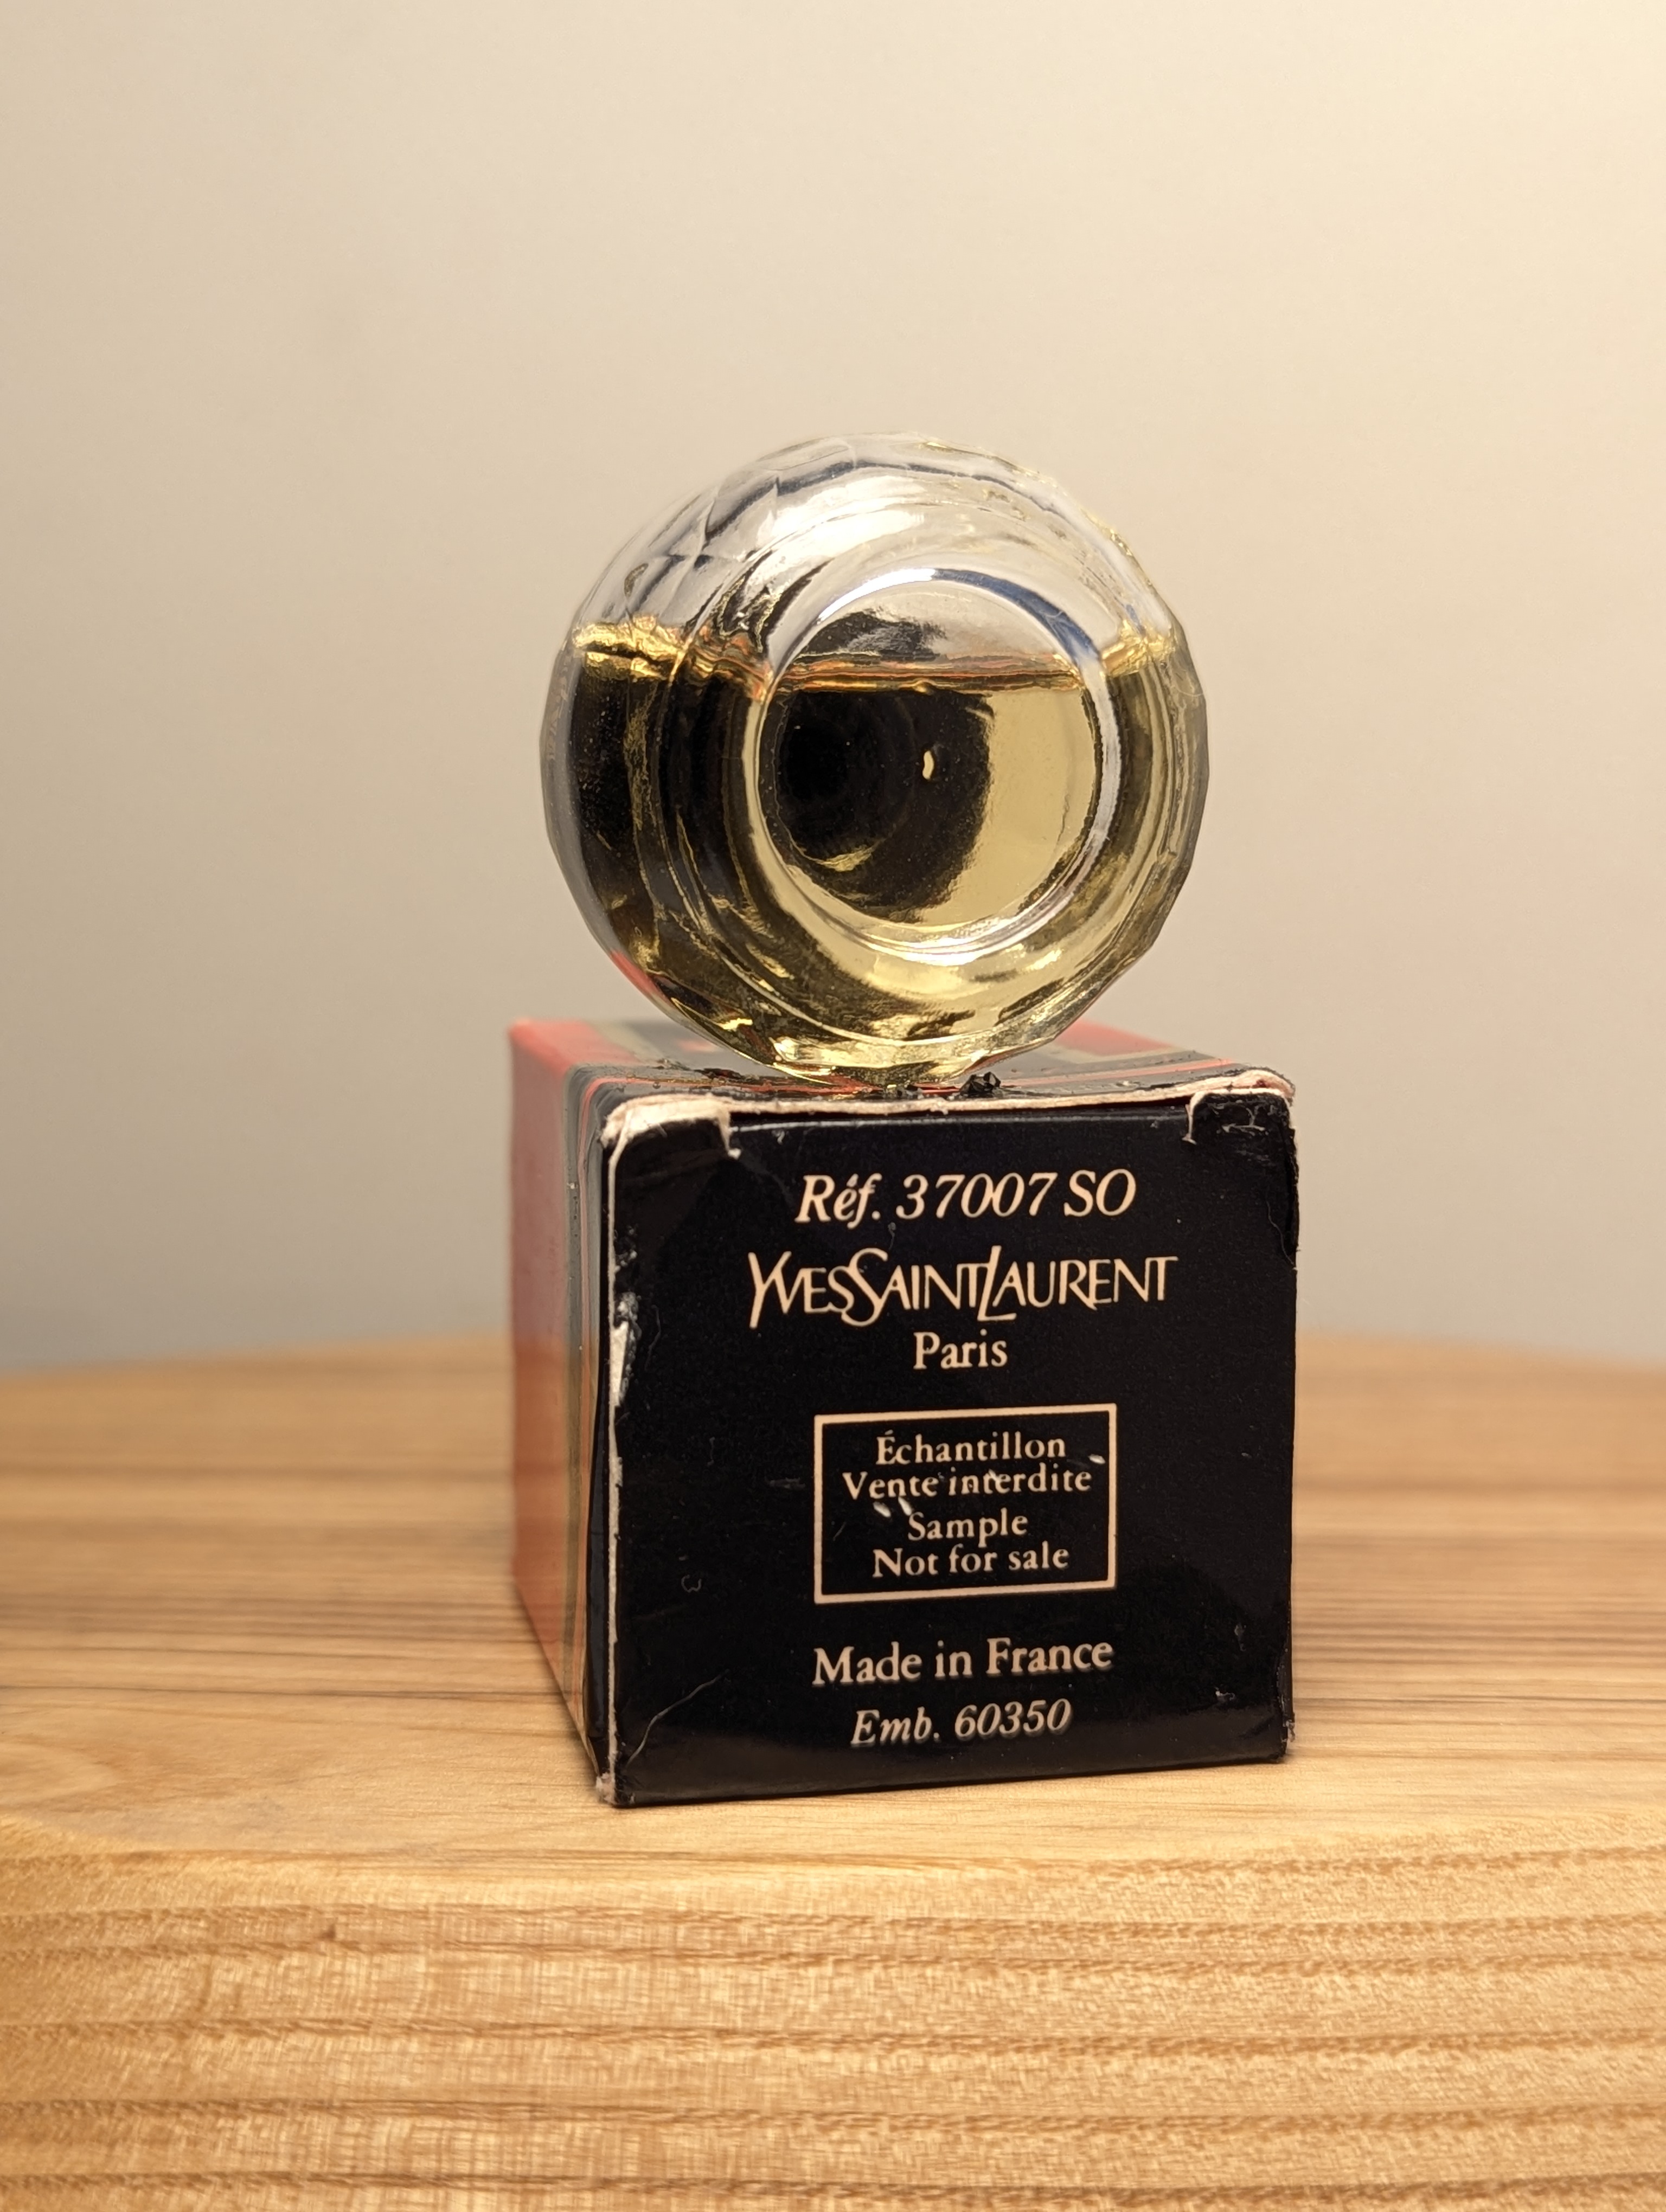 Réf. 37007 SO
YVESSAINTLAURENT
Paris
Échantillon
Vente interdite
Sample
Not for sale
Made in France
Emb. 60350